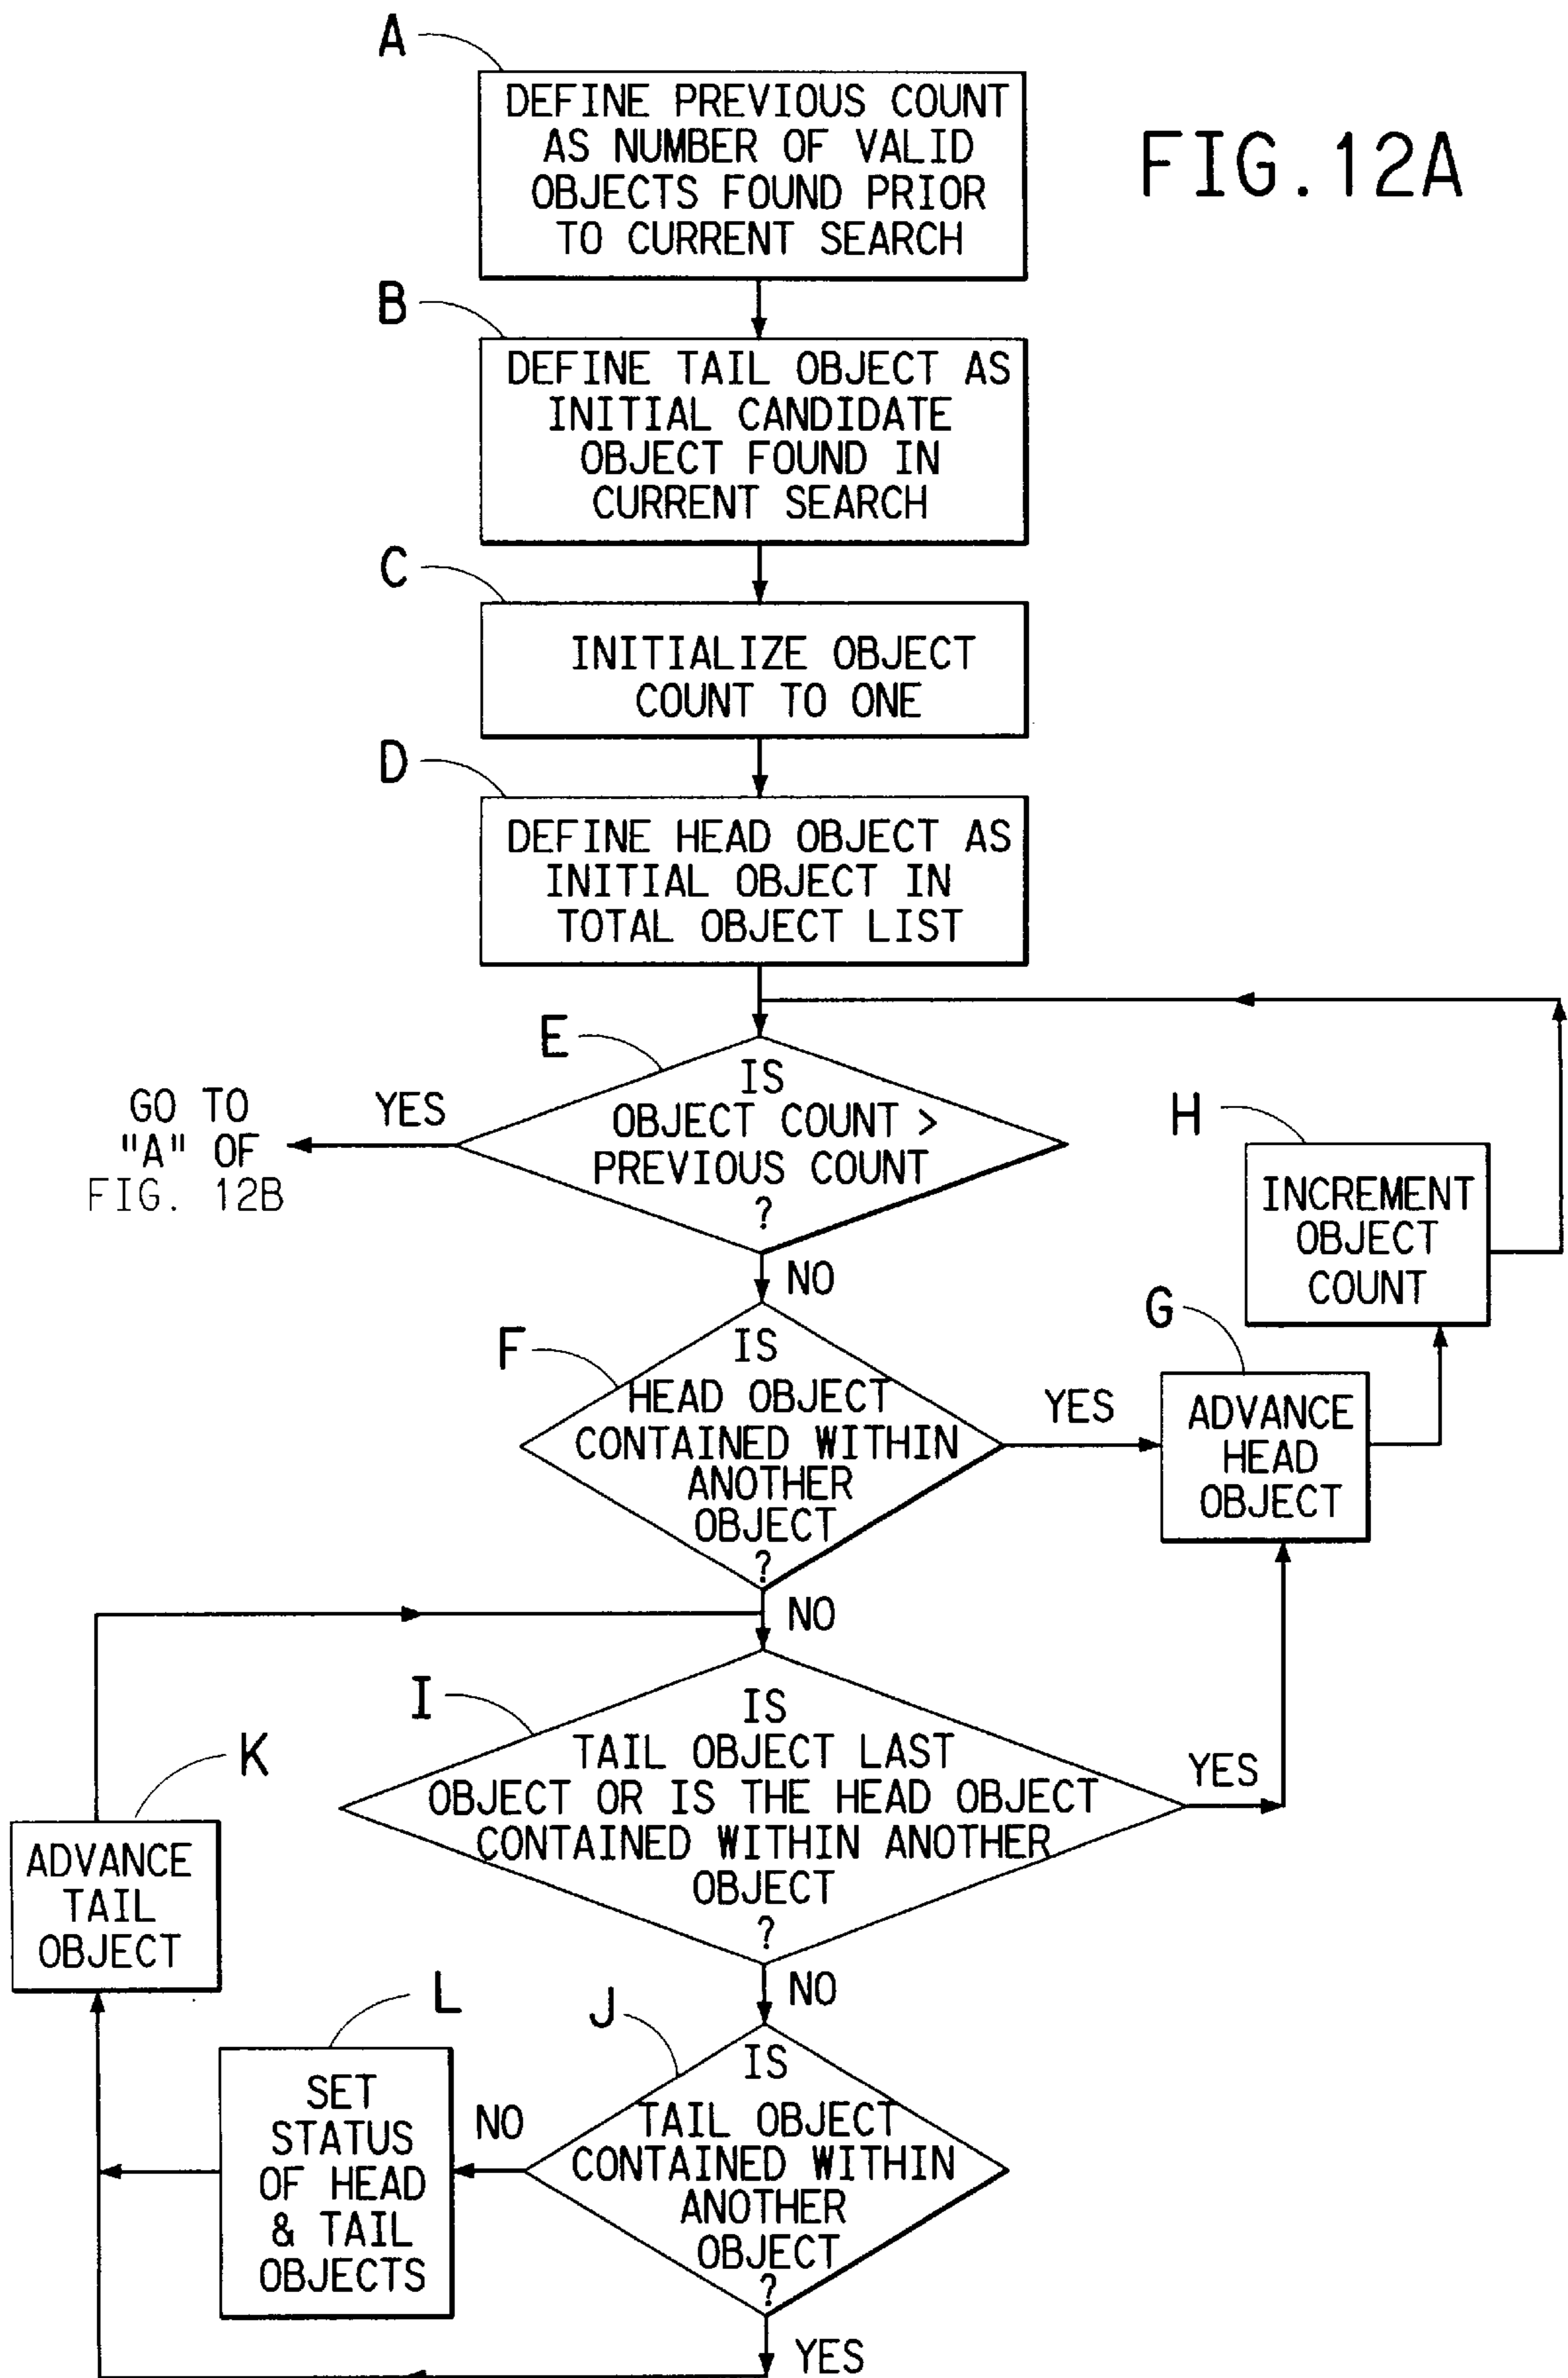 A
DEFINE PREVIOUS COUNT
AS NUMBER OF VALID
OBJECTS FOUND PRIOR
TO CURRENT SEARCH
FIG.12A
B
DEFINE TAIL OBJECT AS
INITIAL CANDIDATE
OBJECT FOUND IN
CURRENT SEARCH
C
INITIALIZE OBJECT
COUNT TO ONE
D
DEFINE HEAD OBJECT AS
INITIAL OBJECT IN
TOTAL OBJECT LIST
E
IS
OBJECT COUNT >
PREVIOUS COUNT
?
YES
GO TO
"A" OF
FIG. 12B
NO
H
INCREMENT
OBJECT
COUNT
F
IS
HEAD OBJECT
CONTAINED WITHIN
ANOTHER
OBJECT
?
YES
G
ADVANCE
HEAD
OBJECT
NO
I
IS
TAIL OBJECT LAST
OBJECT OR IS THE HEAD OBJECT
CONTAINED WITHIN ANOTHER
OBJECT
?
YES
K
ADVANCE
TAIL
OBJECT
NO
J
IS
TAIL OBJECT
CONTAINED WITHIN
ANOTHER
OBJECT
?
NO
L
SET
STATUS
OF HEAD
& TAIL
OBJECTS
YES